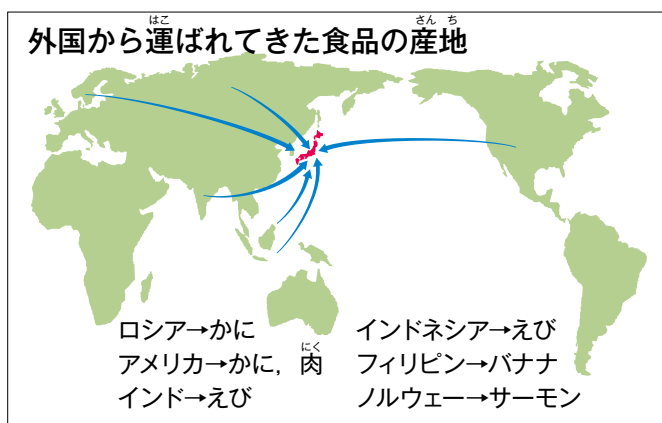 外国から運ばれてきた食品の産地
ロシア→かに
アメリカ→かに，肉
インド→えび
インドネシア→えび
フィリピン→バナナ
ノルウェー→サーモン
はこ
さんち
にく